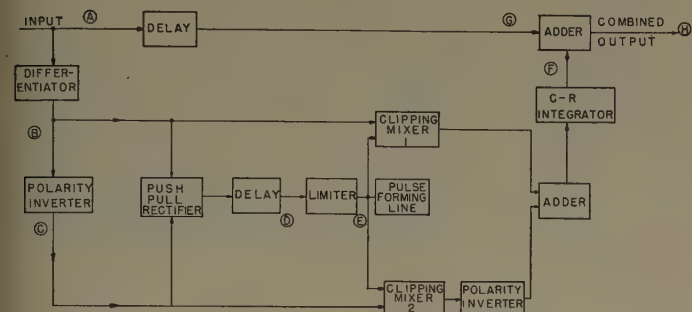 INPUT
Ⓐ
DELAY
Ⓖ
ADDER
COMBINED
OUTPUT
Ⓗ
DIFFER-
ENTIATOR
Ⓕ
C-R
INTEGRATOR
Ⓑ
CLIPPING
MIXER
1
POLARITY
INVERTER
PUSH
PULL
RECTIFIER
DELAY
Ⓓ
LIMITER
Ⓔ
PULSE
FORMING
LINE
ADDER
Ⓒ
CLIPPING
MIXER
2
POLARITY
INVERTER